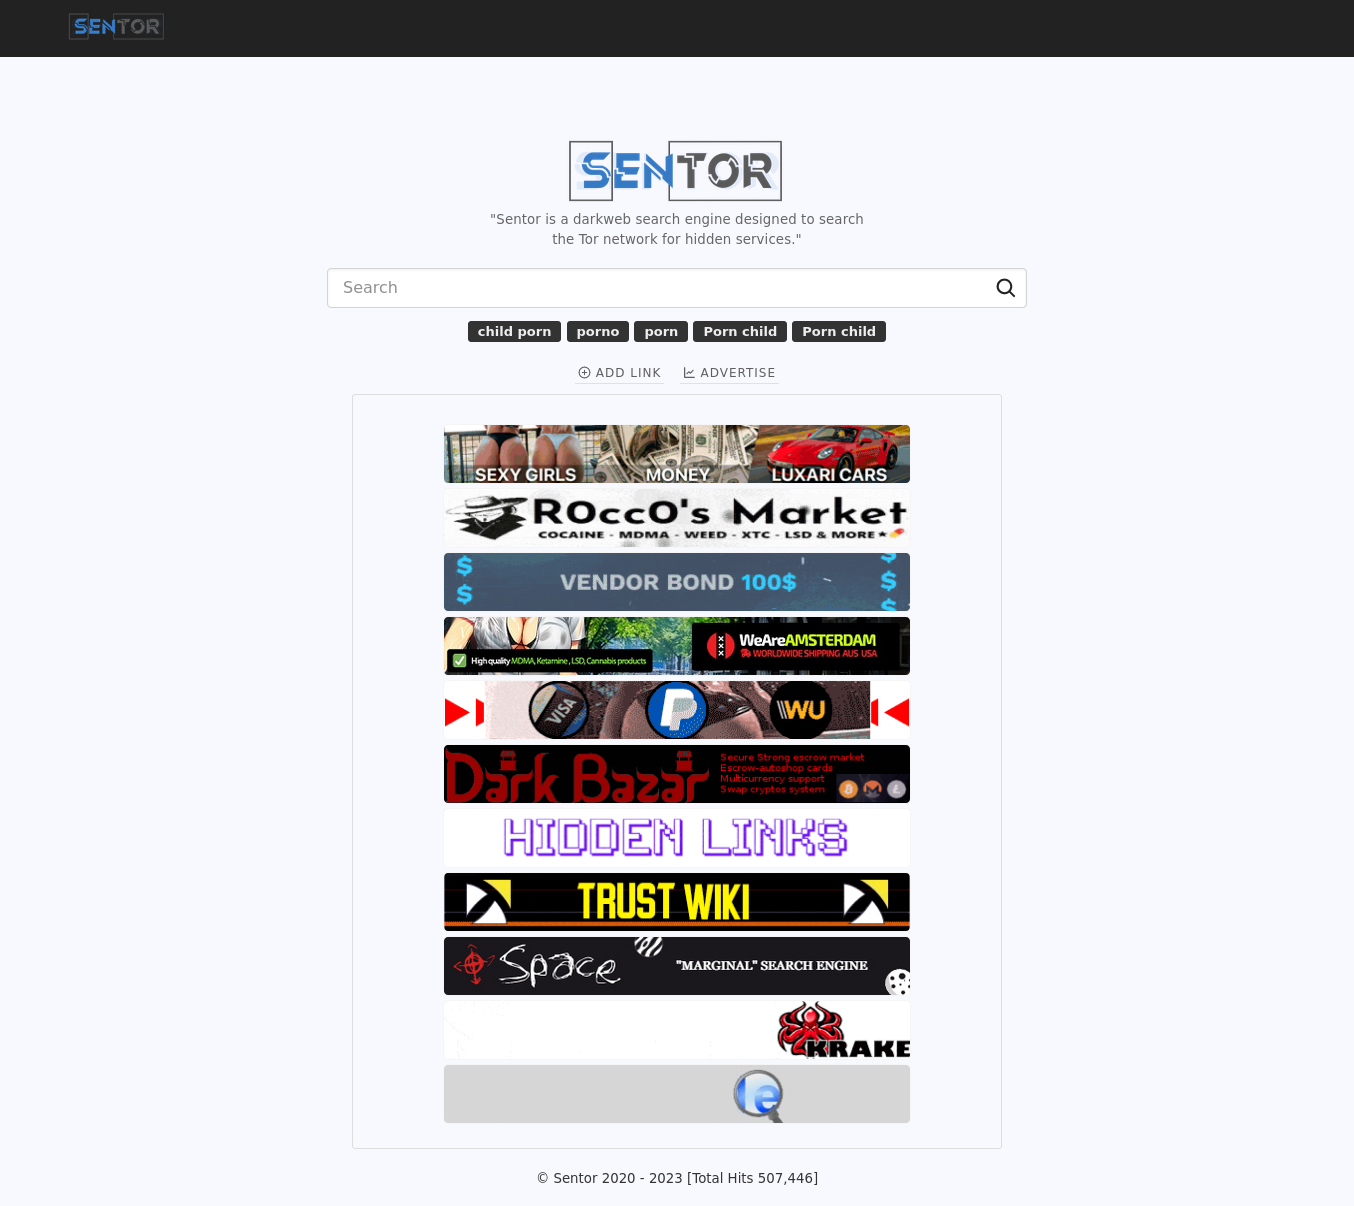 SENTOR
SENTOR
"Sentor is a darkweb search engine designed to search
the Tor network for hidden services."
Search
child porn porno porn Porn child Porn child
ADD LINK ADVERTISE
SEXY GIRLS MONEY LUXARI CARS
ROccO's Market
COCAINE - MDMA - WEED - XTC - LSD & MORE
$ $
VENDOR BOND 100$ $
$ $
WeAreAMSTERDAM
WORLDWIDE SHIPPING AUS USA
High quality MDMA, Ketamine, LSD, Cannabis products
VISA P WU
Dark Bazar
Secure Strong escrow market
Escrow-autoshop cards
Multicurrency support
Swap cryptos system
HIDDEN LINKS
TRUST WIKI
Space "MARGINAL" SEARCH ENGINE
KRAKE
le
© Sentor 2020 - 2023 [Total Hits 507,446]